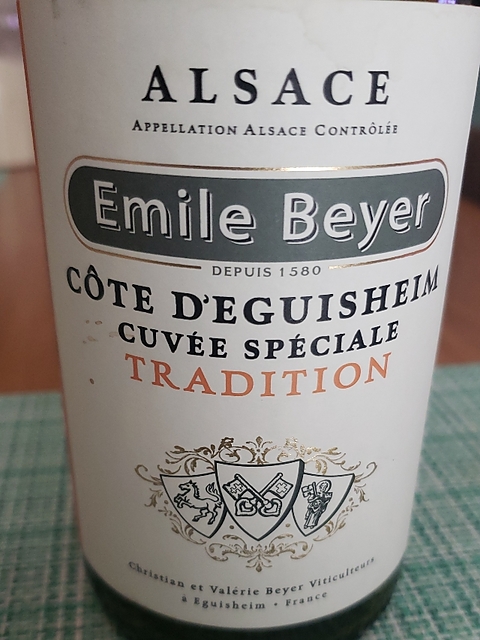 ALSACE
APPELLATION ALSACE CONTRÔLÉE
Emile Beyer
DEPUIS 1580
CÔTE D'EGUISHEIM
CUVÉE SPÉCIALE
TRADITION
Christian et Valérie Beyer Viticulteurs
à Eguisheim • France